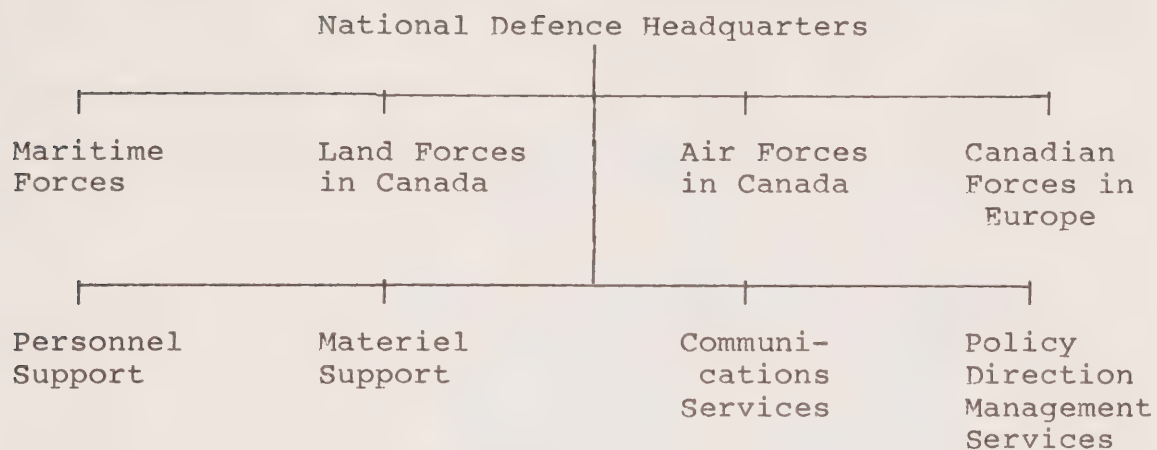 National Defence Headquarters
Maritime
Forces
Land Forces
in Canada
Air Forces
in Canada
Canadian
Forces in
Europe
Personnel
Support
Materiel
Support
Communi-
cations
Services
Policy
Direction
Management
Services